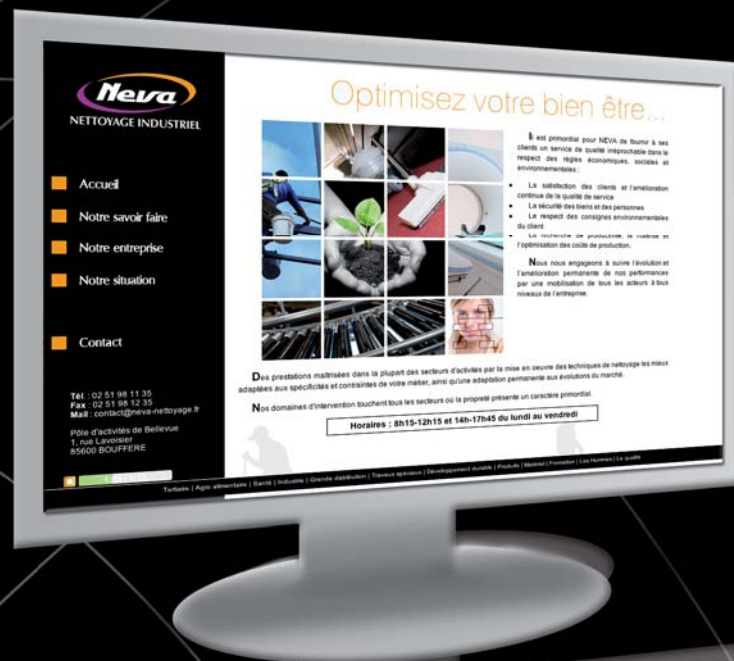 Neva
NETTOYAGE INDUSTRIEL
Accueil
Notre savoir faire
Notre entreprise
Notre situation
Contact
Tél. : 02 51 98 11 35
Fax : 02 51 98 12 35
Mail : contact@neva-nettoyage.fr
Pôle d'activités de Bellevue
1, rue Lavoisier
85600 BOUFFERE
Optimisez votre bien être...
Il est primordial pour NEVA de fournir à ses
clients un service de qualité irréprochable dans le
respect des règles économiques, sociales et
environnementales :
• La satisfaction des clients et l'amélioration
continue de la qualité de service
• La sécurité des biens et des personnes
• Le respect des consignes environnementales
du client
• La recherche de productivité, la maîtrise et
l'optimisation des coûts de production.
Nous nous engageons à suivre l'évolution et
l'amélioration permanente de nos performances
par une mobilisation de tous les acteurs à tous
niveaux de l'entreprise.
Des prestations maîtrisées dans la plupart des secteurs d'activités par la mise en oeuvre des techniques de nettoyage les mieux
adaptées aux spécificités et contraintes de votre métier, ainsi qu'une adaptation permanente aux évolutions du marché.
Nos domaines d'intervention touchent tous les secteurs où la propreté présente un caractère primordial.
Horaires : 8h15-12h15 et 14h-17h45 du lundi au vendredi
Tertiaire | Agro alimentaire | Santé | Industrie | Grande distribution | Travaux spéciaux | Développement durable | Produits | Matériel | Formation | Les Hommes | La qualité